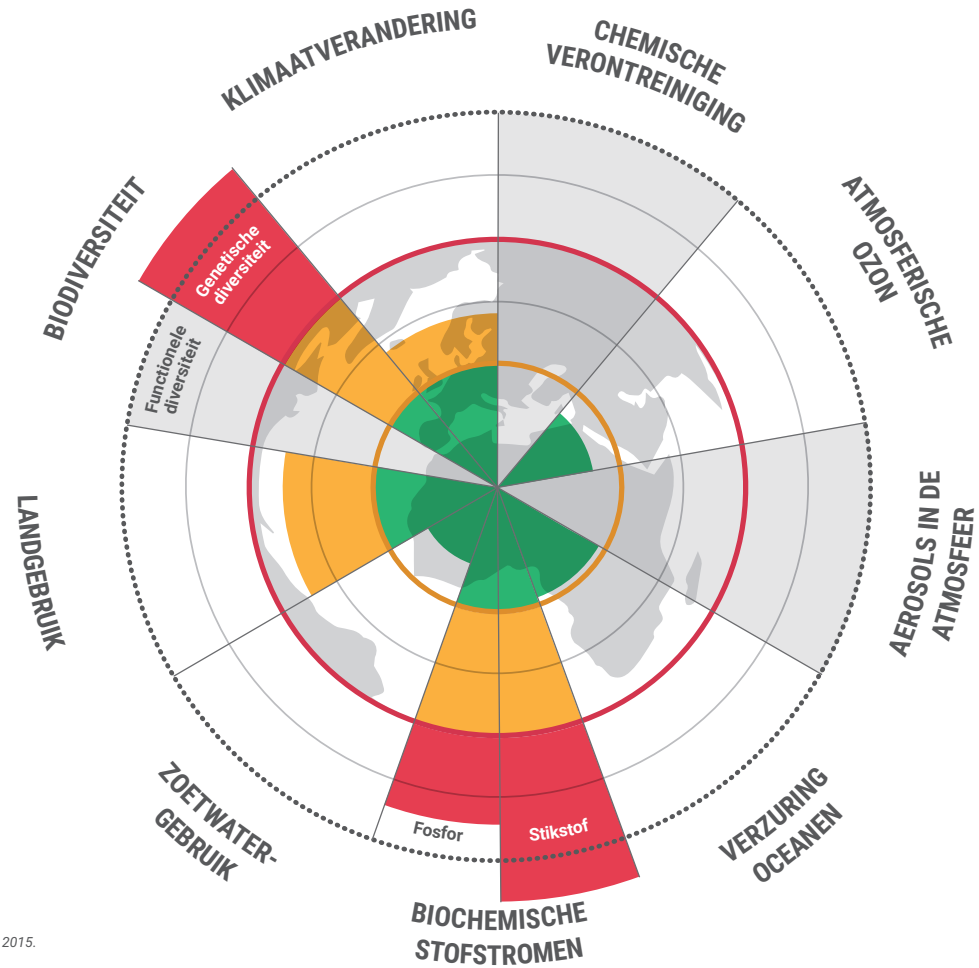 KLIMAATVERANDERING
CHEMISCHE
VERONTREINIGING
ATMOSFERISCHE
OZON
AEROSOLS IN DE
ATMOSFEER
VERZURING
OCEANEN
BIOCHEMISCHE
STOFSTROMEN
Stikstof
Fosfor
ZOETWATER-
GEBRUIK
LANDGEBRUIK
BIODIVERSITEIT
Functionele
diversiteit
Genetische
diversiteit
2015.